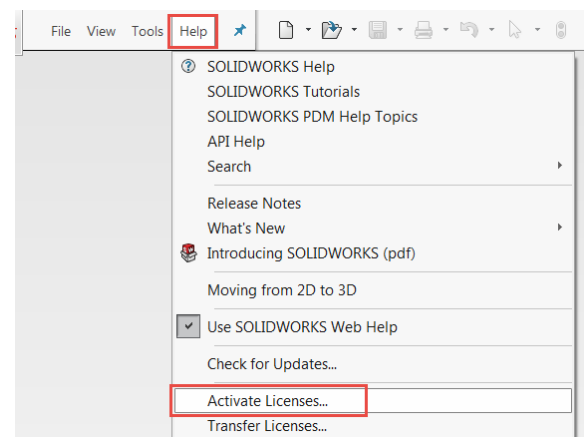 File View Tools Help
SOLIDWORKS Help
SOLIDWORKS Tutorials
SOLIDWORKS PDM Help Topics
API Help
Search
Release Notes
What's New
Introducing SOLIDWORKS (pdf)
Moving from 2D to 3D
Use SOLIDWORKS Web Help
Check for Updates...
Activate Licenses...
Transfer Licenses...